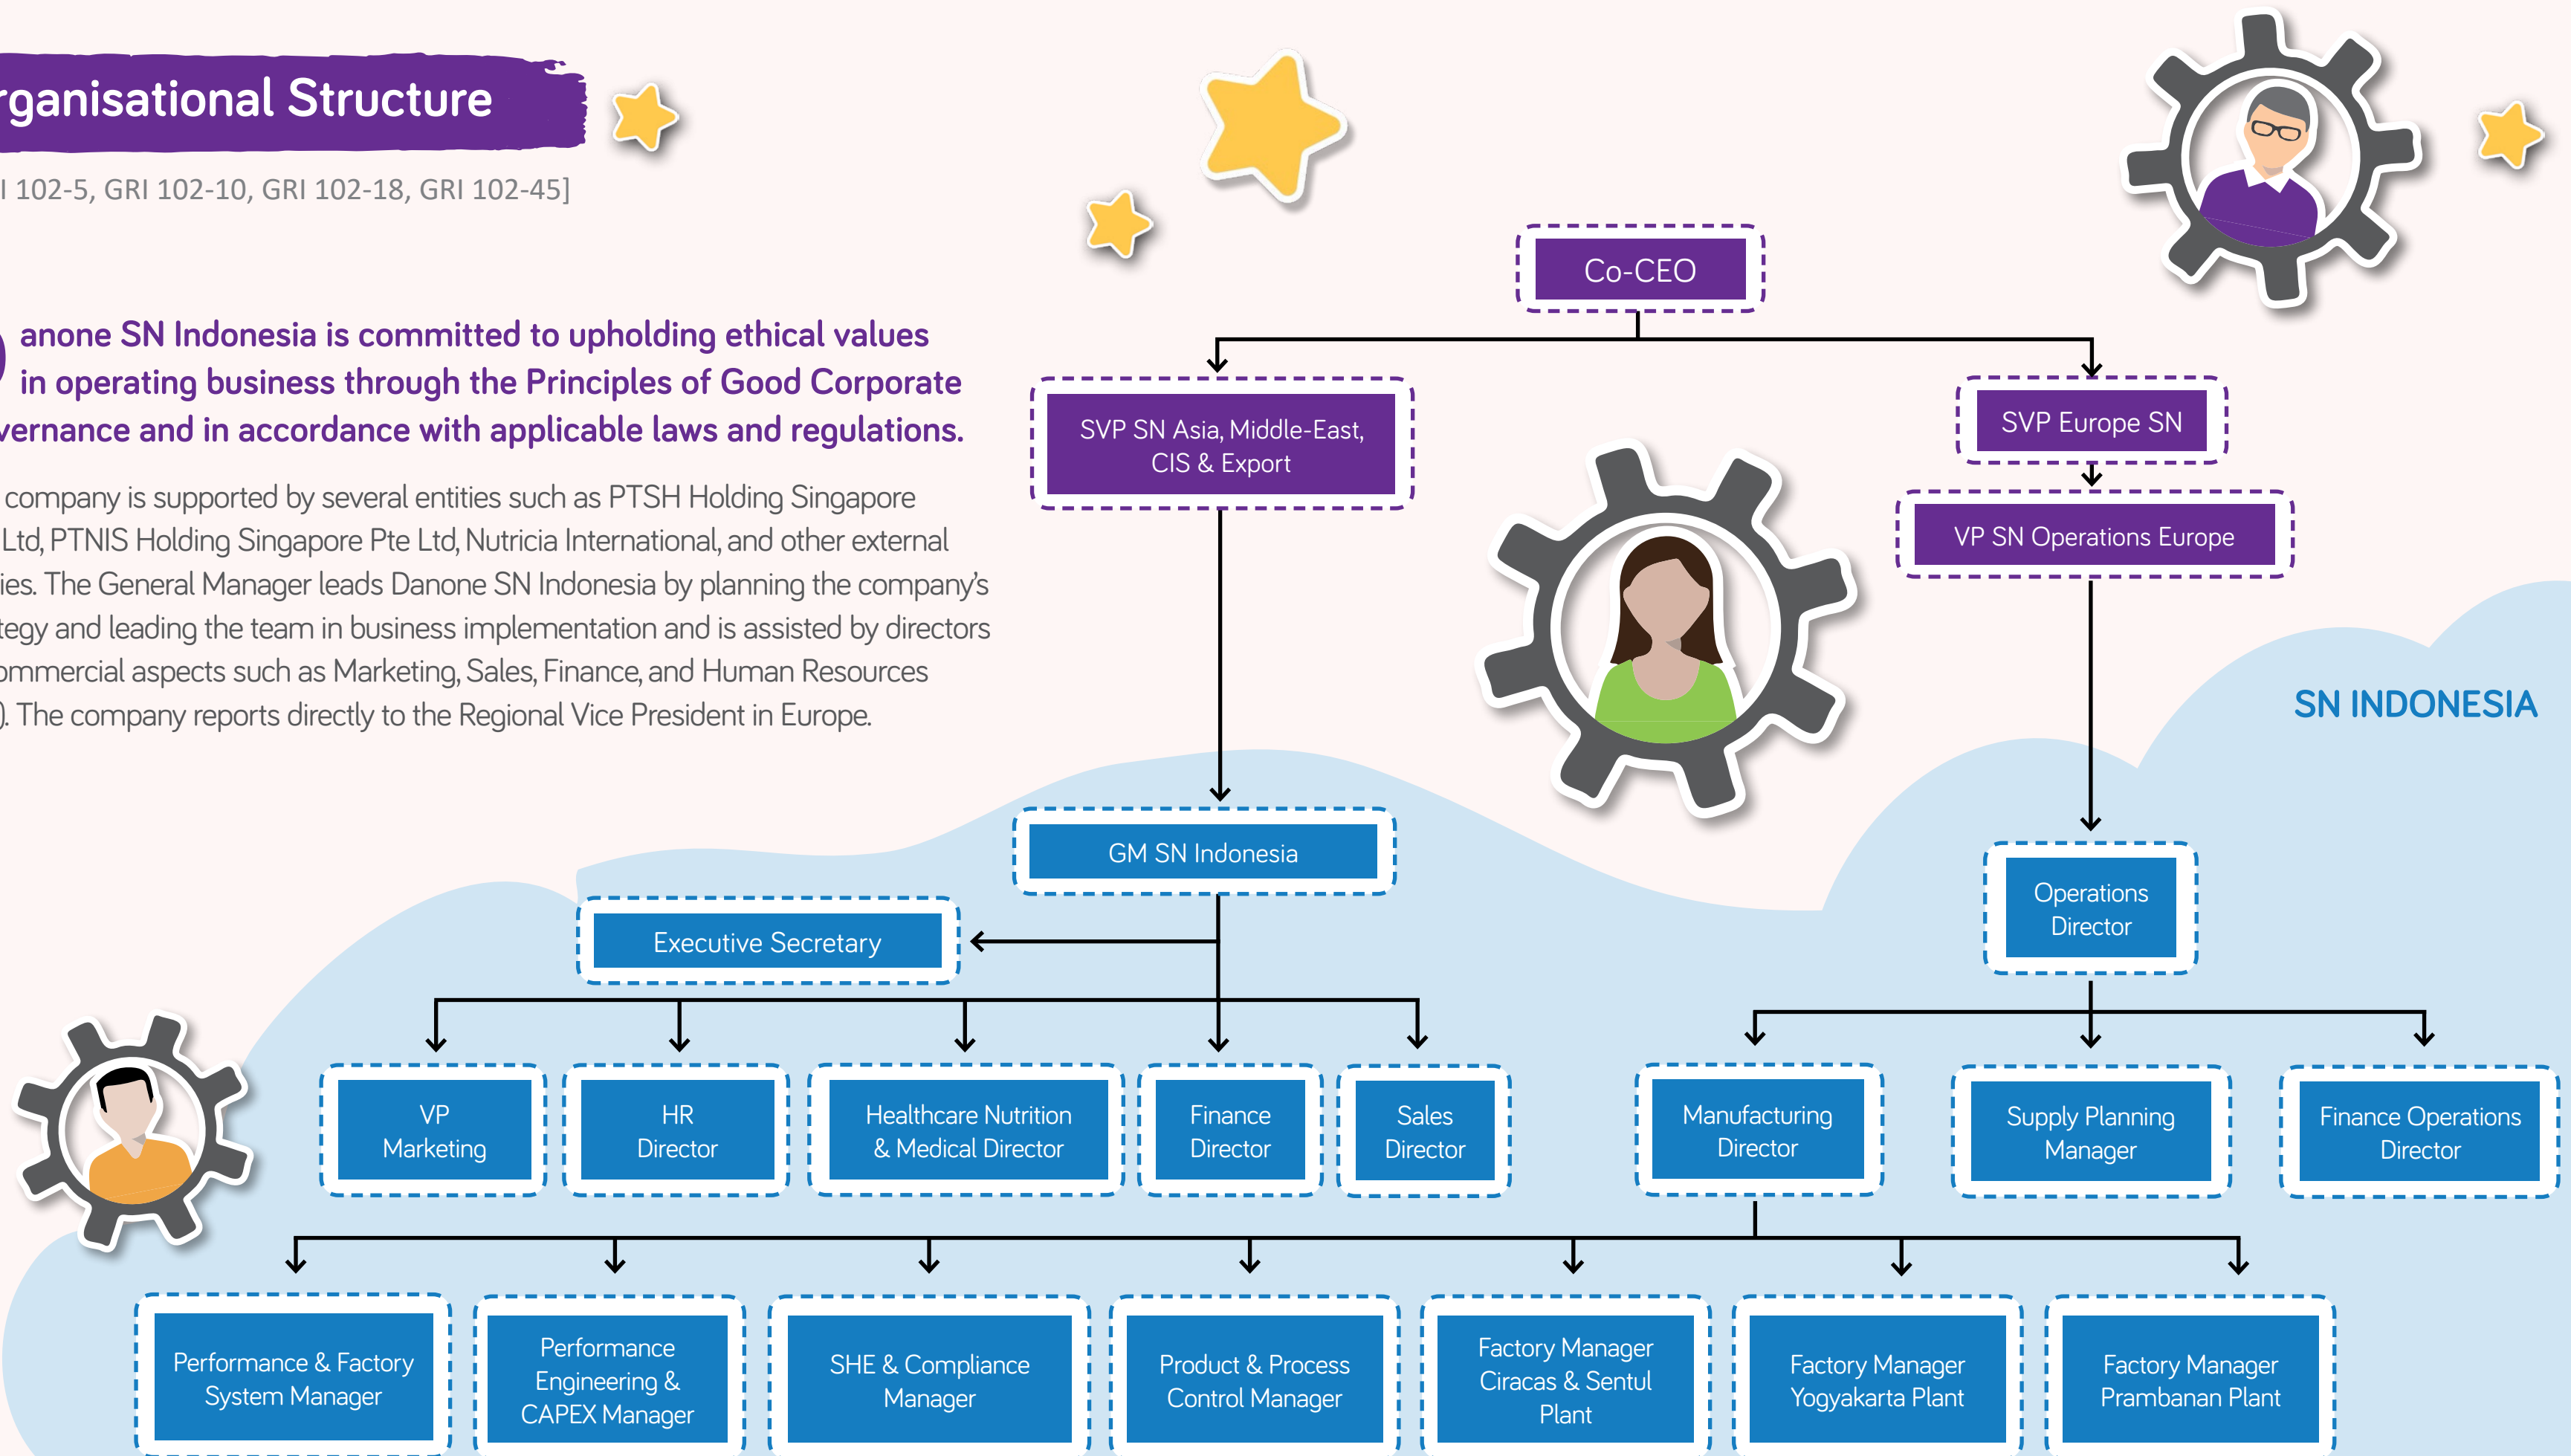 rganisational Structure
I 102-5, GRI 102-10, GRI 102-18, GRI 102-45]
anone SN Indonesia is committed to upholding ethical values
in operating business through the Principles of Good Corporate
vernance and in accordance with applicable laws and regulations.
company is supported by several entities such as PTSH Holding Singapore
Ltd, PTNIS Holding Singapore Pte Ltd, Nutricia International, and other external
ies. The General Manager leads Danone SN Indonesia by planning the company's
tegy and leading the team in business implementation and is assisted by directors
ommercial aspects such as Marketing, Sales, Finance, and Human Resources
). The company reports directly to the Regional Vice President in Europe.
Co-CEO
SVP SN Asia, Middle-East,
CIS & Export
SVP Europe SN
VP SN Operations Europe
SN INDONESIA
GM SN Indonesia
Executive Secretary
Operations
Director
VP
Marketing
HR
Director
Healthcare Nutrition
& Medical Director
Finance
Director
Sales
Director
Manufacturing
Director
Supply Planning
Manager
Finance Operations
Director
Performance & Factory
System Manager
Performance
Engineering &
CAPEX Manager
SHE & Compliance
Manager
Product & Process
Control Manager
Factory Manager
Ciracas & Sentul
Plant
Factory Manager
Yogyakarta Plant
Factory Manager
Prambanan Plant